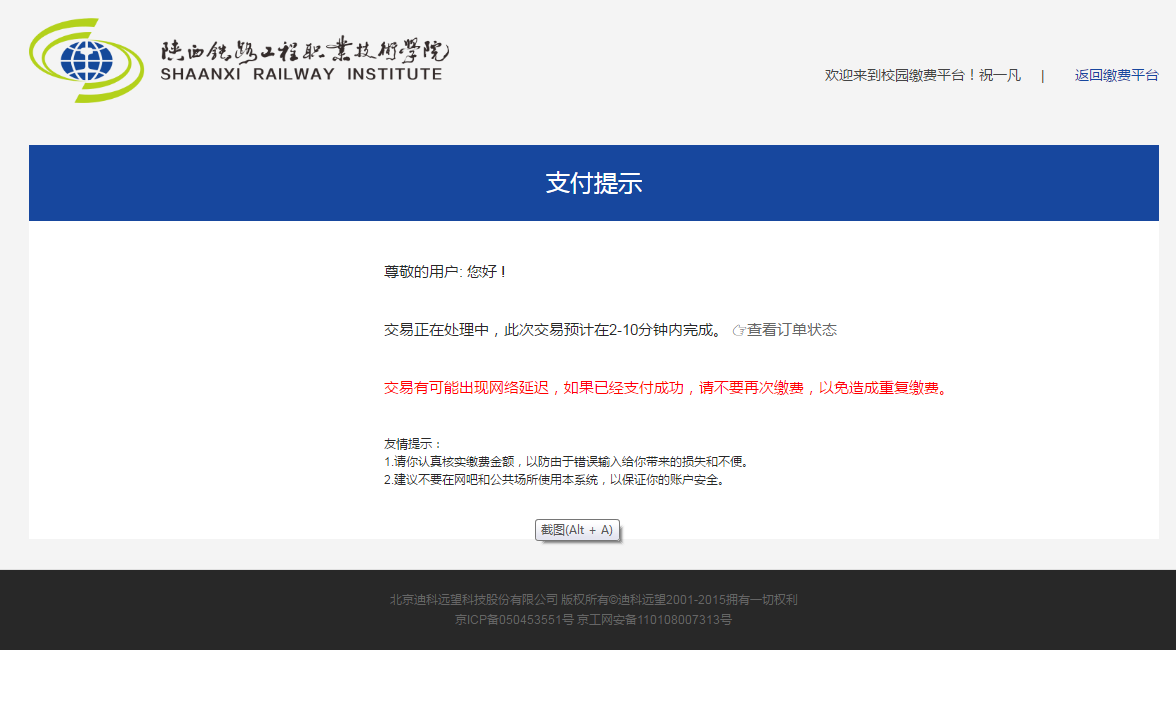 陕西铁路工程职业技術學院
SHAANXI RAILWAY INSTITUTE
欢迎来到校园缴费平台！祝一凡 | 返回缴费平台
支付提示
尊敬的用户: 您好！
交易正在处理中，此次交易预计在2-10分钟内完成。 ☞查看订单状态
交易有可能出现网络延迟，如果已经支付成功，请不要再次缴费，以免造成重复缴费。
友情提示：
1.请你认真核实缴费金额，以防由于错误输入给你带来的损失和不便。
2.建议不要在网吧和公共场所使用本系统，以保证你的账户安全。
截图(Alt + A)
北京迪科远望科技股份有限公司 版权所有©迪科远望2001-2015拥有一切权利
京ICP备050453551号 京工网安备110108007313号